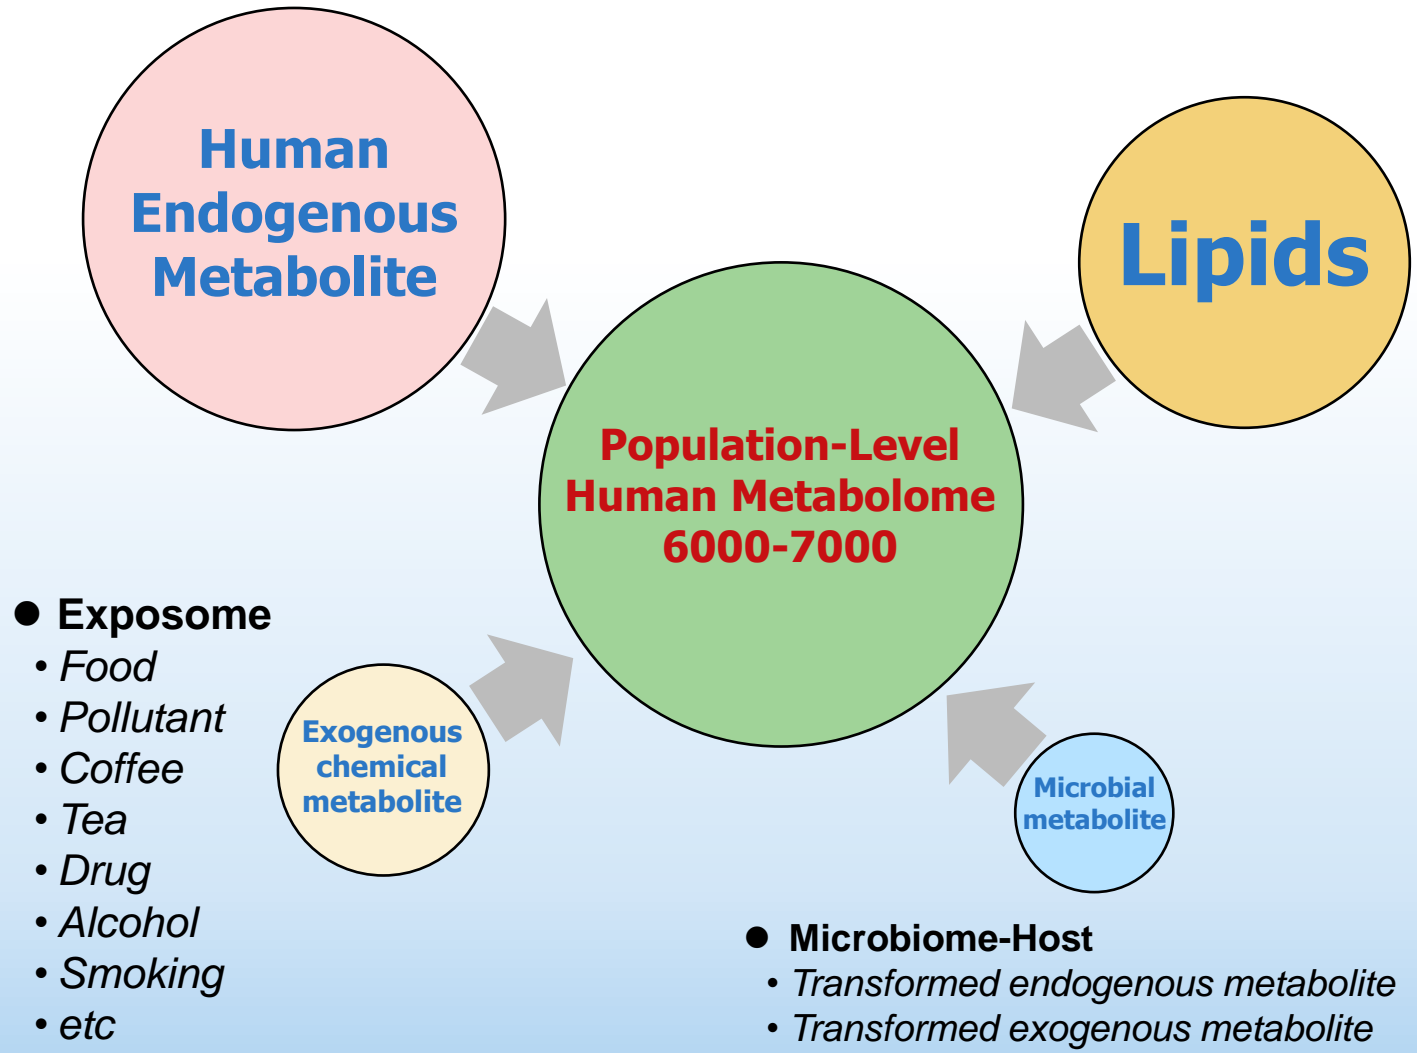 Human
Endogenous
Metabolite
Lipids
Population-Level
Human Metabolome
6000-7000
● Exposome
• Food
• Pollutant
• Coffee
• Tea
• Drug
• Alcohol
• Smoking
• etc
Exogenous
chemical
metabolite
Microbial
metabolite
● Microbiome-Host
• Transformed endogenous metabolite
• Transformed exogenous metabolite